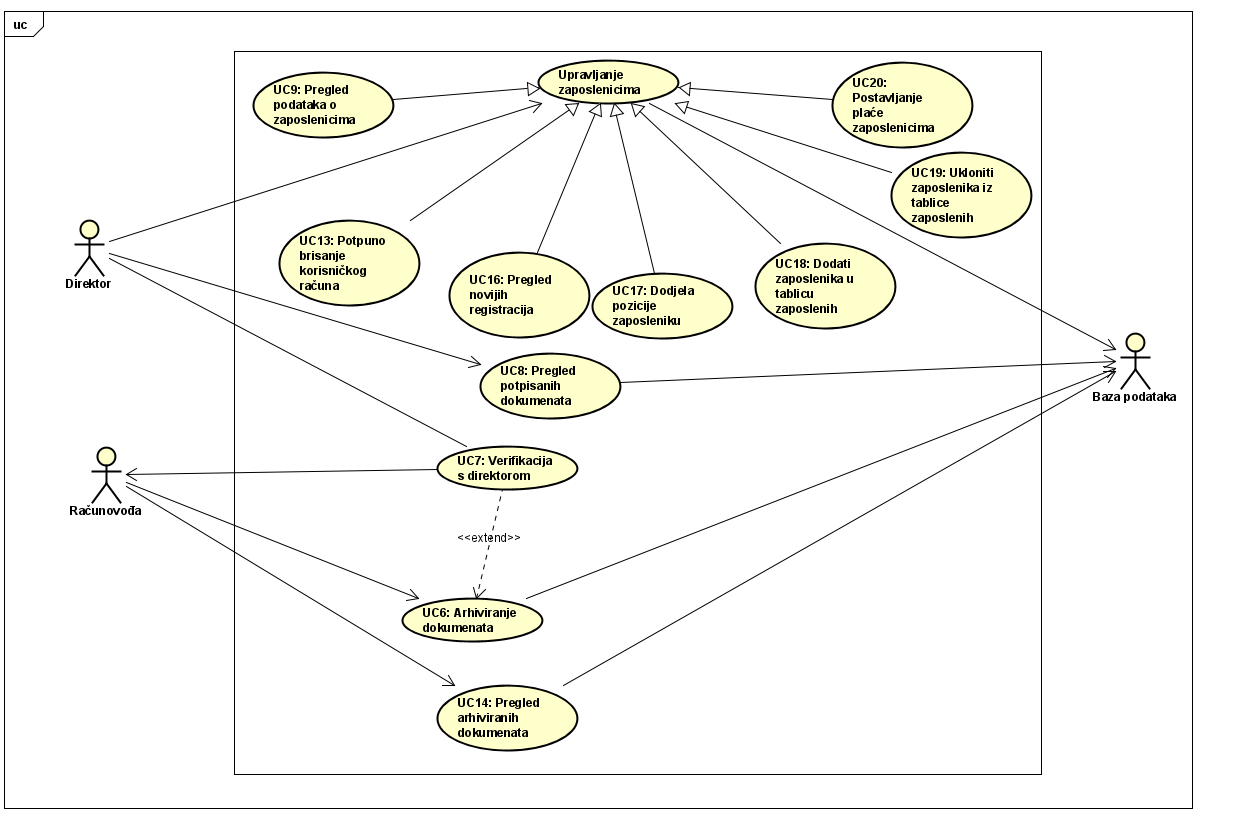 uc
UC9: Pregled
podataka o
zaposlenicima
Upravljanje
zaposlenicima
UC20:
Postavljanje
plaće
zaposlenicima
UC19: Ukloniti
zaposlenika iz
tablice
zaposlenih
UC13: Potpuno
brisanje
korisničkog
računa
UC16: Pregled
novijih
registracija
UC17: Dodjela
pozicije
zaposleniku
UC18: Dodati
zaposlenika u
tablicu
zaposlenih
Direktor
UC8: Pregled
potpisanih
dokumenata
Baza podataka
UC7: Verifikacija
s direktorom
Računovođa
<<extend>>
UC6: Arhiviranje
dokumenata
UC14: Pregled
arhiviranih
dokumenata